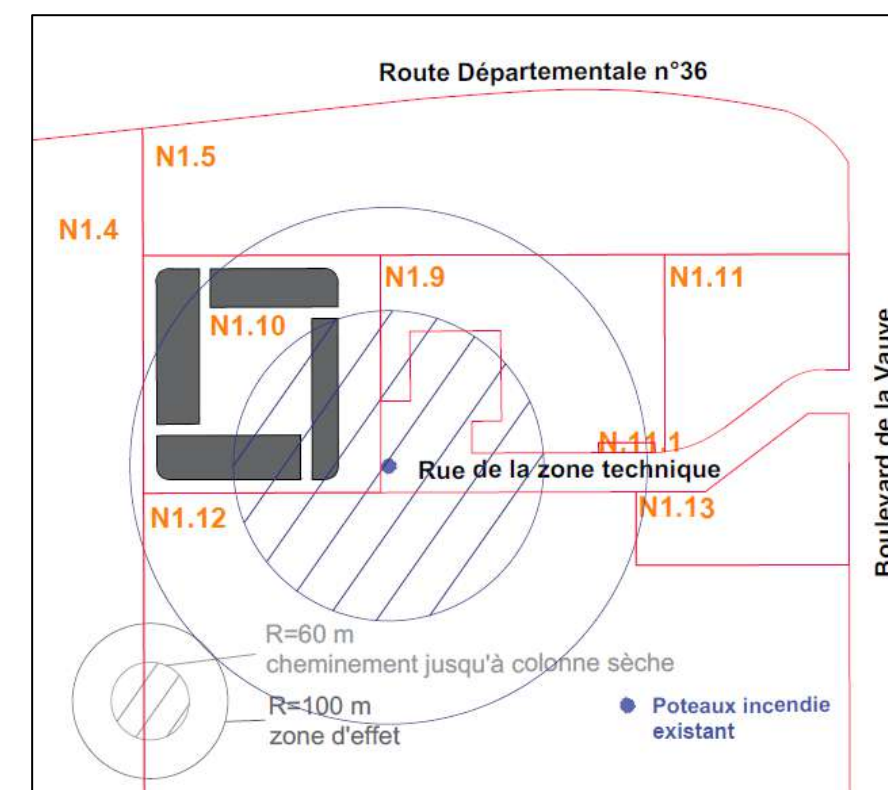 Route Départementale n°36
N1.5
N1.4
N1.9
N1.11
N1.10
Boulevard de la Vauve
N.11.1
Rue de la zone technique
N1.12
N1.13
R=60 m
cheminement jusqu'à colonne sèche
R=100 m
zone d'effet
Poteaux incendie
existant